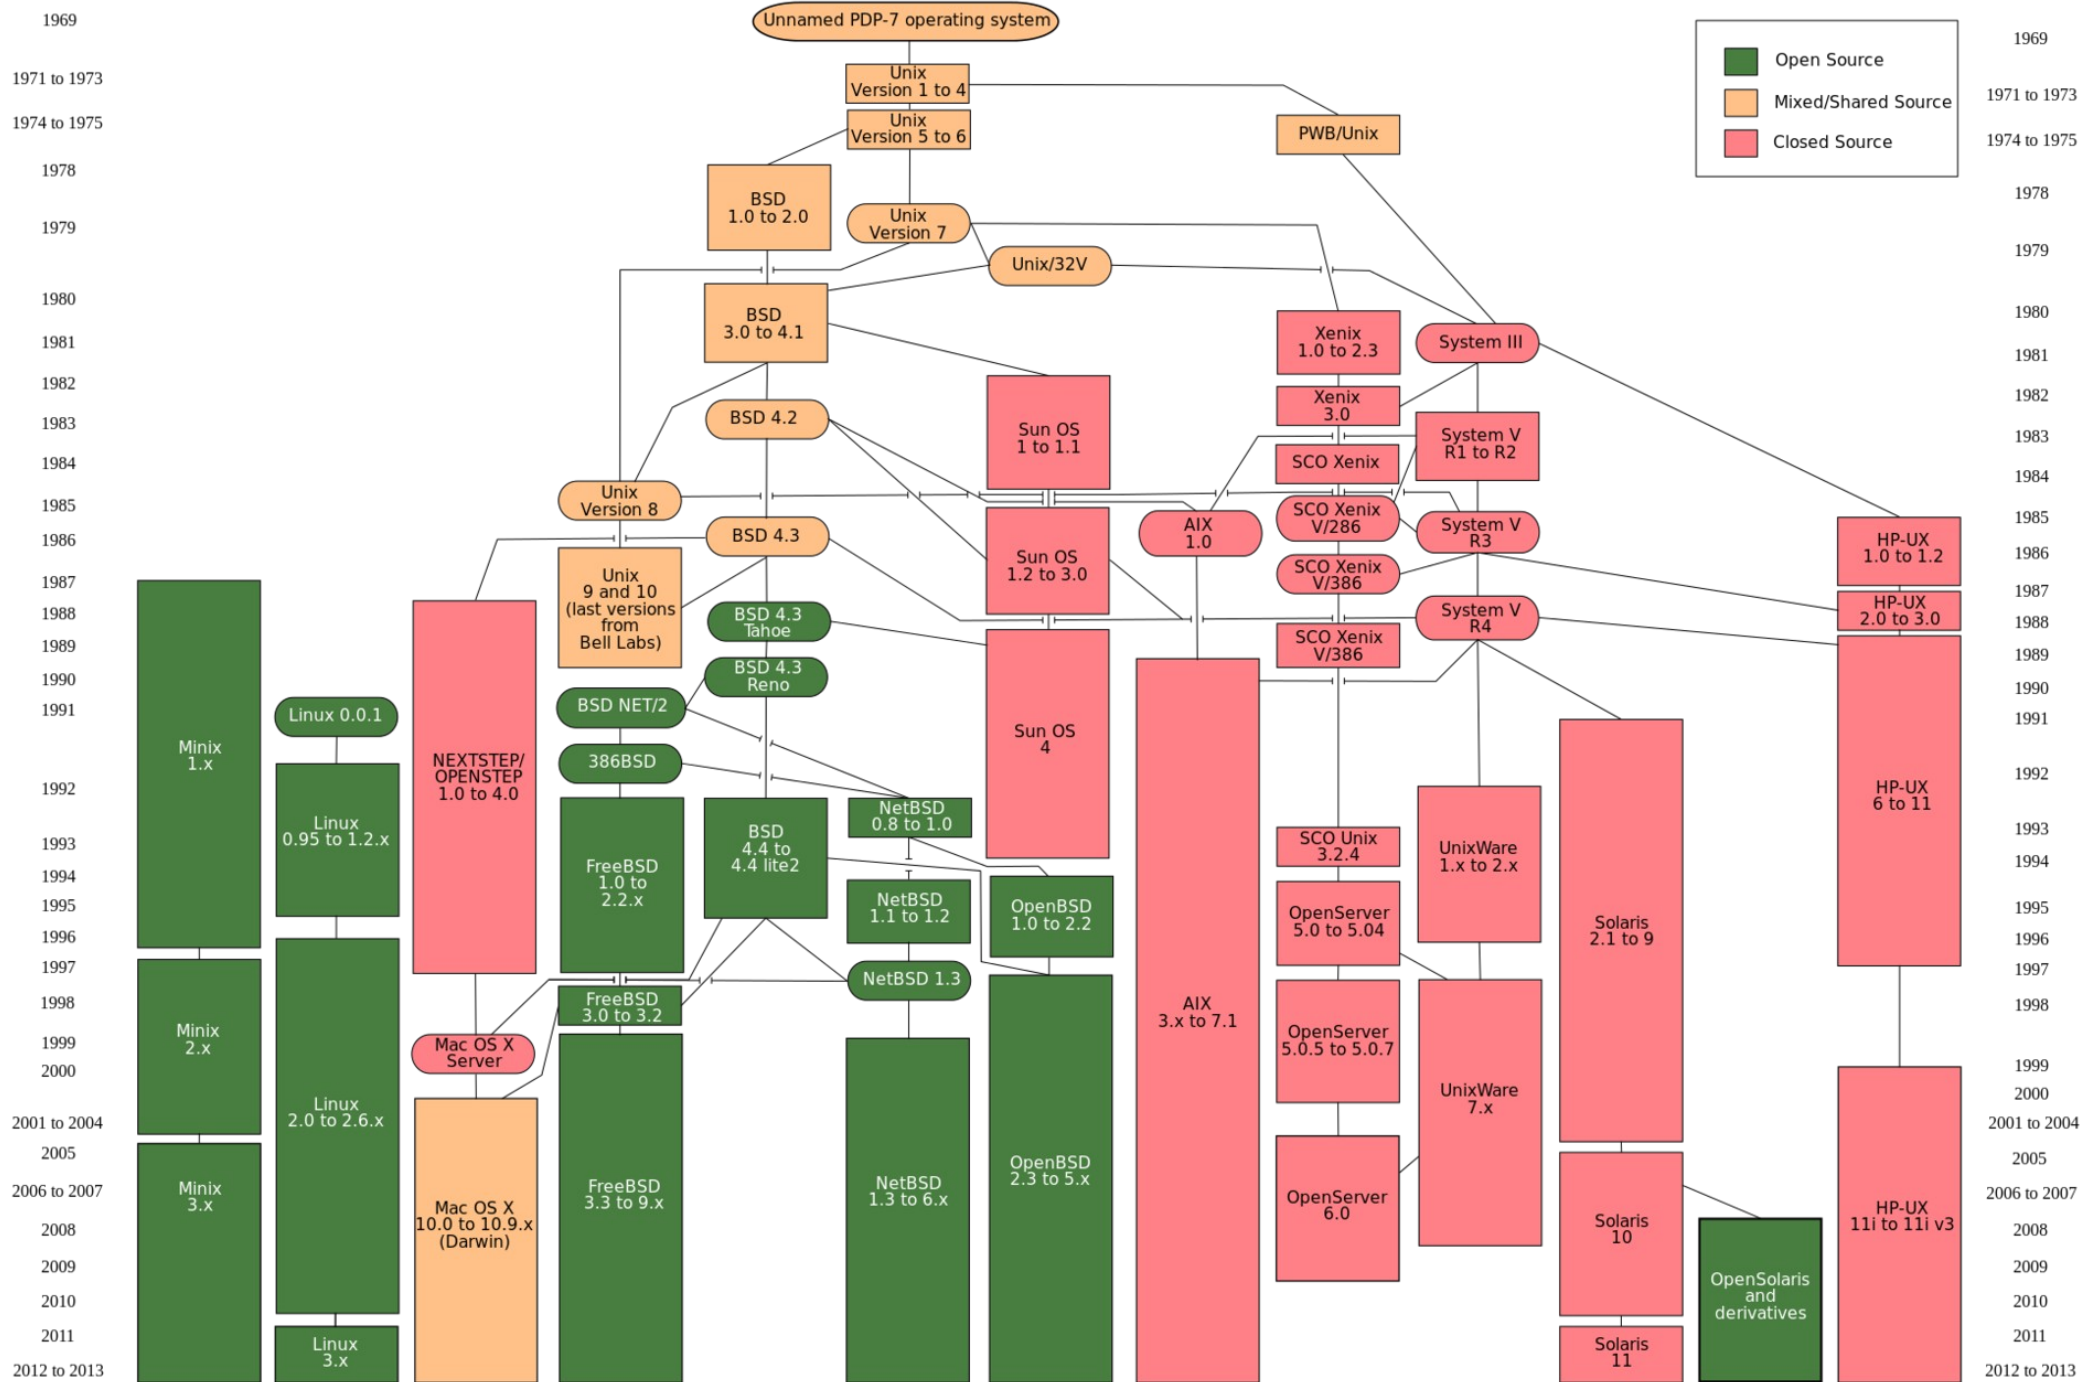 1969
1971 to 1973
1974 to 1975
1978
1979
1980
1981
1982
1983
1984
1985
1986
1987
1988
1989
1990
1991
1992
1993
1994
1995
1996
1997
1998
1999
2000
2001 to 2004
2005
2006 to 2007
2008
2009
2010
2011
2012 to 2013
Unnamed PDP-7 operating system
Unix
Version 1 to 4
Unix
Version 5 to 6
PWB/Unix
BSD
1.0 to 2.0
Unix
Version 7
Unix/32V
BSD
3.0 to 4.1
Xenix
1.0 to 2.3
System III
Xenix
3.0
BSD 4.2
Sun OS
1 to 1.1
System V
R1 to R2
SCO Xenix
Unix
Version 8
SCO Xenix
V/286
AIX
1.0
System V
R3
BSD 4.3
HP-UX
1.0 to 1.2
Sun OS
1.2 to 3.0
SCO Xenix
V/386
Unix
9 and 10
(last versions
from
Bell Labs)
HP-UX
2.0 to 3.0
BSD 4.3
Tahoe
System V
R4
SCO Xenix
V/386
BSD 4.3
Reno
BSD NET/2
Linux 0.0.1
Minix
1.x
386BSD
NEXTSTEP/
OPENSTEP
1.0 to 4.0
Sun OS
4
HP-UX
6 to 11
Linux
0.95 to 1.2.x
NetBSD
0.8 to 1.0
BSD
4.4 to
4.4 lite2
SCO Unix
3.2.4
UnixWare
1.x to 2.x
FreeBSD
1.0 to
2.2.x
NetBSD
1.1 to 1.2
OpenBSD
1.0 to 2.2
OpenServer
5.0 to 5.04
Solaris
2.1 to 9
NetBSD 1.3
FreeBSD
3.0 to 3.2
AIX
3.x to 7.1
Minix
2.x
Mac OS X
Server
OpenServer
5.0.5 to 5.0.7
Linux
2.0 to 2.6.x
UnixWare
7.x
Minix
3.x
Mac OS X
10.0 to 10.9.x
(Darwin)
FreeBSD
3.3 to 9.x
NetBSD
1.3 to 6.x
OpenBSD
2.3 to 5.x
OpenServer
6.0
Solaris
10
HP-UX
11i to 11i v3
OpenSolaris
and
derivatives
Linux
3.x
Solaris
11
Open Source
Mixed/Shared Source
Closed Source
1969
1971 to 1973
1974 to 1975
1978
1979
1980
1981
1982
1983
1984
1985
1986
1987
1988
1989
1990
1991
1992
1993
1994
1995
1996
1997
1998
1999
2000
2001 to 2004
2005
2006 to 2007
2008
2009
2010
2011
2012 to 2013